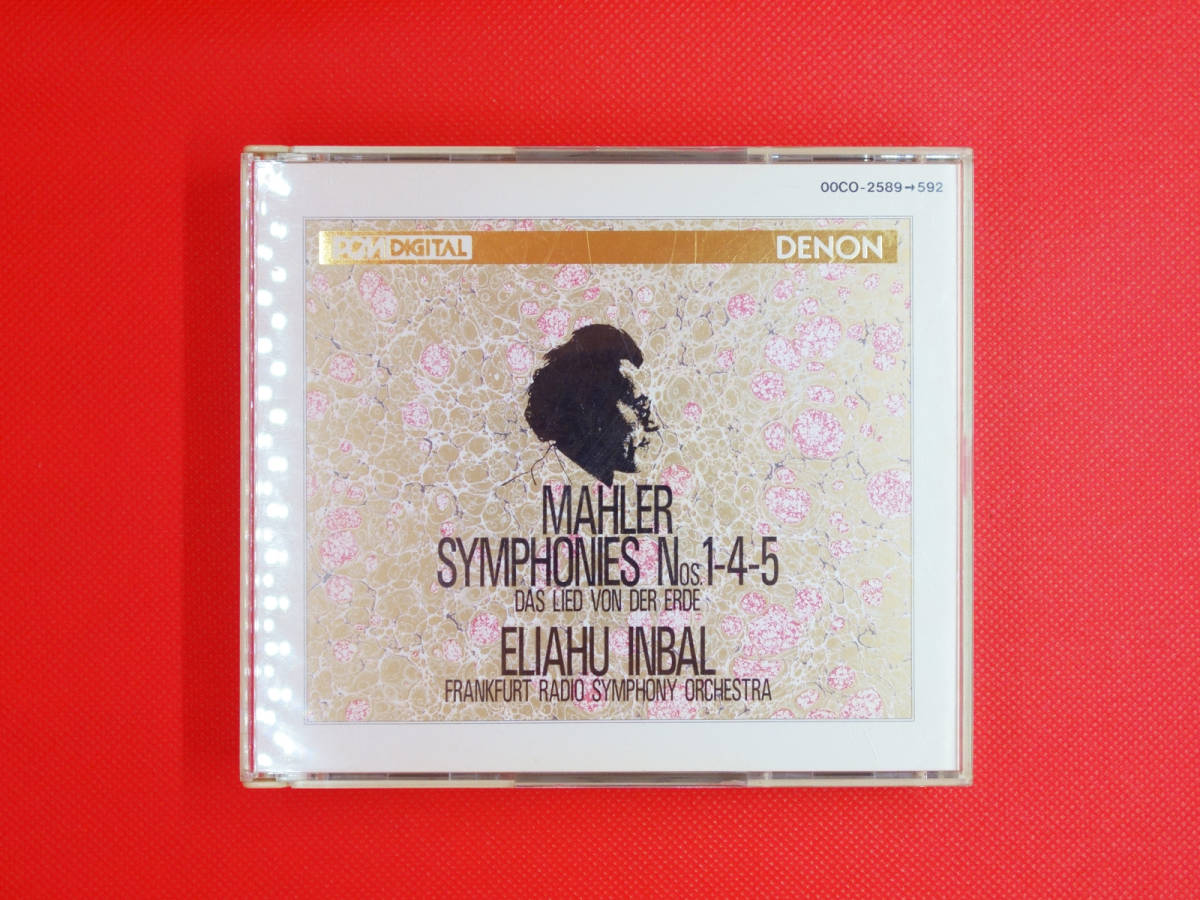 00CO-2589→592
PCM DIGITAL
DENON
MAHLER
SYMPHONIES Nos.1-4-5
DAS LIED VON DER ERDE
ELIAHU INBAL
FRANKFURT RADIO SYMPHONY ORCHESTRA